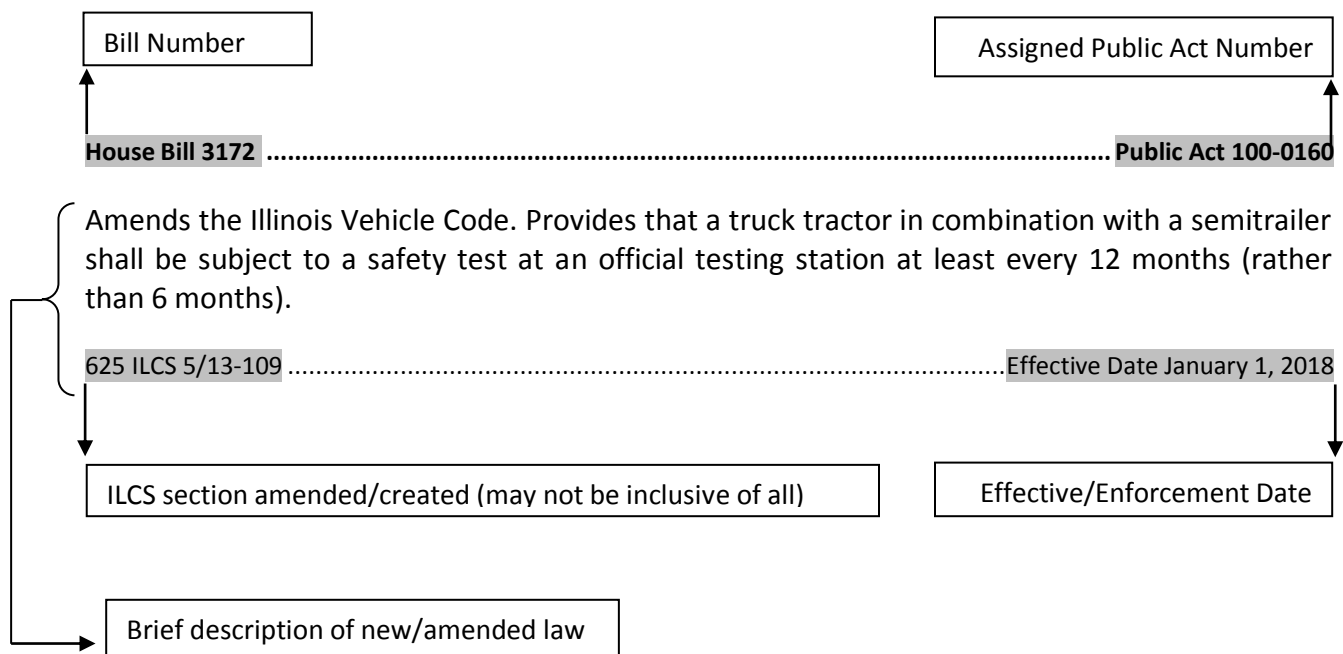 Bill Number
Assigned Public Act Number
House Bill 3172 ........................................................................................................................ Public Act 100-0160
Amends the Illinois Vehicle Code. Provides that a truck tractor in combination with a semitrailer
shall be subject to a safety test at an official testing station at least every 12 months (rather
than 6 months).
625 ILCS 5/13-109 ........................................................................................................................Effective Date January 1, 2018
ILCS section amended/created (may not be inclusive of all)
Effective/Enforcement Date
Brief description of new/amended law